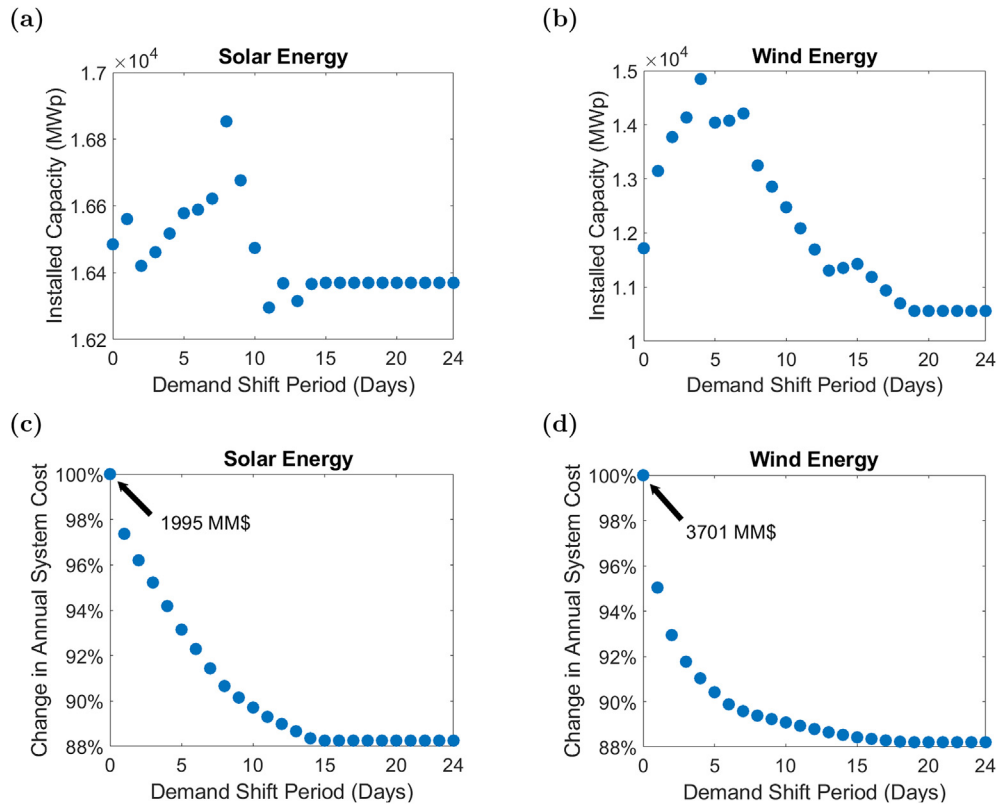 (a)
Solar Energy
×10⁴
1.7
1.68
1.66
1.64
1.62
Installed Capacity (MWp)
0 5 10 15 20 24
Demand Shift Period (Days)
(b)
Wind Energy
×10⁴
1.5
1.4
1.3
1.2
1.1
1
Installed Capacity (MWp)
0 5 10 15 20 24
Demand Shift Period (Days)
(c)
Solar Energy
100%
98%
96%
94%
92%
90%
88%
Change in Annual System Cost
1995 MM$
0 5 10 15 20 24
Demand Shift Period (Days)
(d)
Wind Energy
100%
98%
96%
94%
92%
90%
88%
Change in Annual System Cost
3701 MM$
0 5 10 15 20 24
Demand Shift Period (Days)